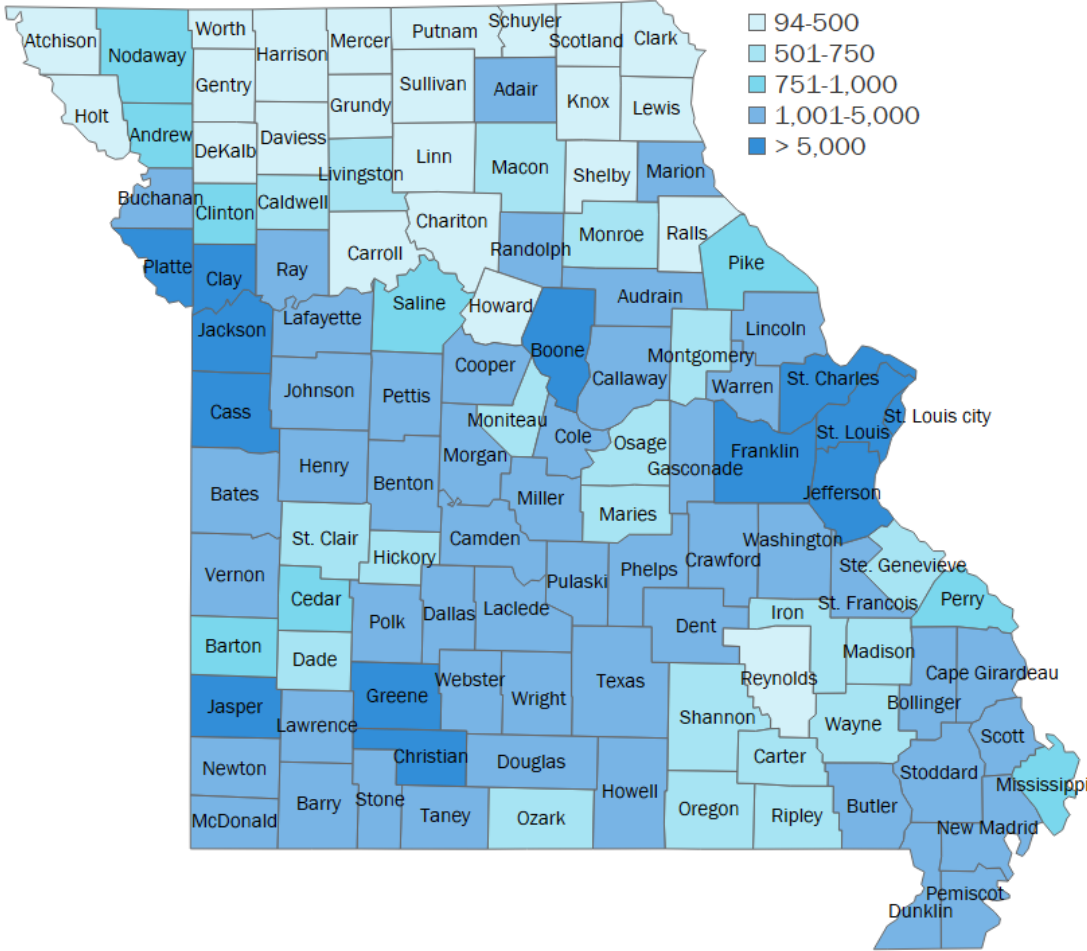 Atchison
Nodaway
Worth
Harrison
Mercer
Putnam
Schuyler
Scotland
Clark
94-500
501-750
751-1,000
1,001-5,000
> 5,000
Holt
Gentry
Grundy
Sullivan
Adair
Knox
Lewis
Andrew
DeKalb
Daviess
Livingston
Linn
Macon
Shelby
Marion
Buchanan
Clinton
Caldwell
Carroll
Chariton
Randolph
Monroe
Ralls
Pike
Platte
Clay
Ray
Saline
Howard
Audrain
Jackson
Lafayette
Cooper
Boone
Callaway
Montgomery
Lincoln
Warren
St. Charles
St. Louis city
St. Louis
Cass
Johnson
Pettis
Moniteau
Cole
Osage
Gasconade
Franklin
Jefferson
Bates
Henry
Benton
Morgan
Miller
Maries
St. Clair
Hickory
Camden
Pulaski
Phelps
Crawford
Washington
Ste. Genevieve
St. Francois
Perry
Vernon
Cedar
Polk
Dallas
Laclede
Dent
Iron
Madison
Barton
Dade
Greene
Webster
Wright
Texas
Shannon
Reynolds
Wayne
Bollinger
Cape Girardeau
Jasper
Lawrence
Christian
Douglas
Howell
Carter
Stoddard
Scott
Mississippi
Newton
McDonald
Barry
Stone
Taney
Ozark
Oregon
Ripley
Butler
New Madrid
Pemiscot
Dunklin